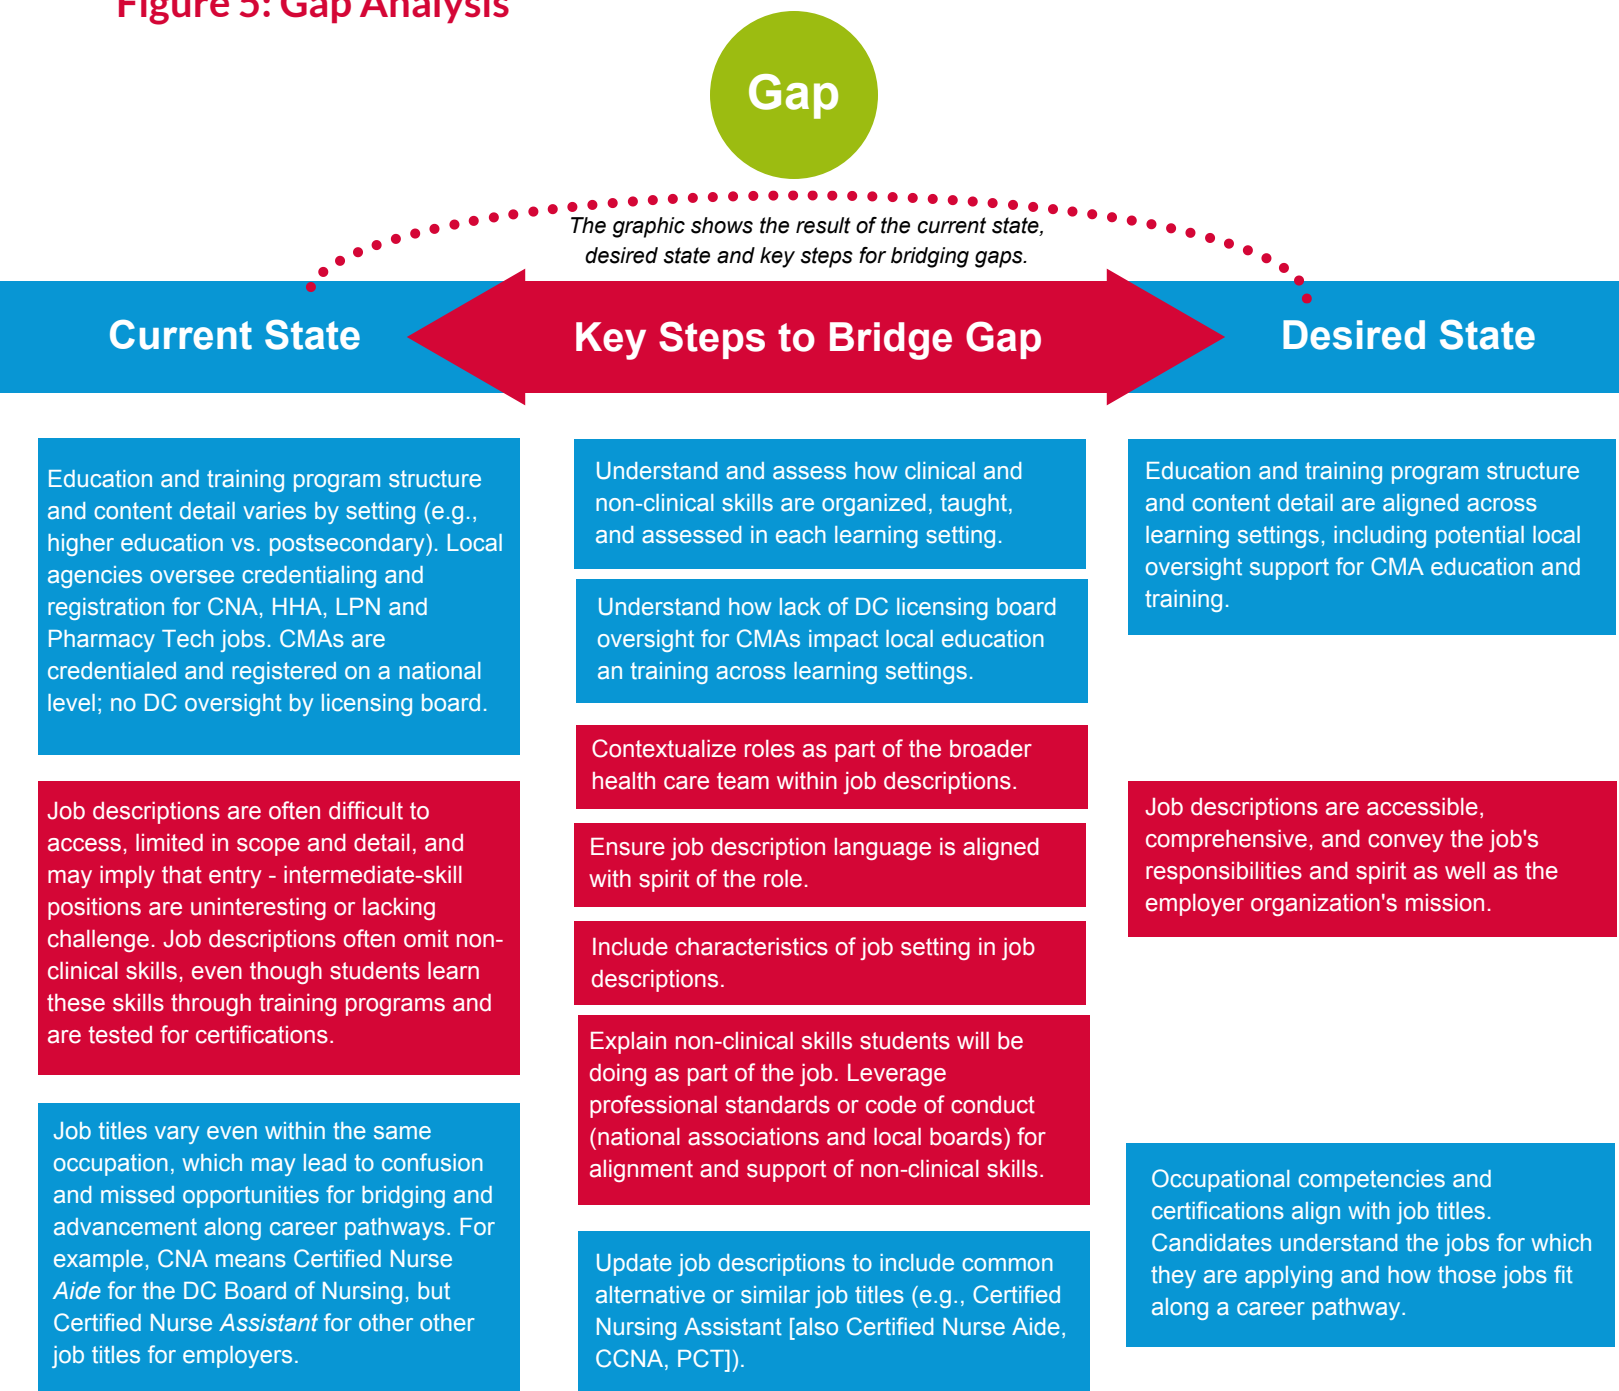 Figure 5: Gap Analysis
Gap
The graphic shows the result of the current state,
desired state and key steps for bridging gaps.
Current State
Key Steps to Bridge Gap
Desired State
Education and training program structure
and content detail varies by setting (e.g.,
higher education vs. postsecondary). Local
agencies oversee credentialing and
registration for CNA, HHA, LPN and
Pharmacy Tech jobs. CMAs are
credentialed and registered on a national
level; no DC oversight by licensing board.
Job descriptions are often difficult to
access, limited in scope and detail, and
may imply that entry - intermediate-skill
positions are uninteresting or lacking
challenge. Job descriptions often omit non-
clinical skills, even though students learn
these skills through training programs and
are tested for certifications.
Job titles vary even within the same
occupation, which may lead to confusion
and missed opportunities for bridging and
advancement along career pathways. For
example, CNA means Certified Nurse
Aide for the DC Board of Nursing, but
Certified Nurse Assistant for other other
job titles for employers.
Understand and assess how clinical and
non-clinical skills are organized, taught,
and assessed in each learning setting.
Understand how lack of DC licensing board
oversight for CMAs impact local education
an training across learning settings.
Contextualize roles as part of the broader
health care team within job descriptions.
Ensure job description language is aligned
with spirit of the role.
Include characteristics of job setting in job
descriptions.
Explain non-clinical skills students will be
doing as part of the job. Leverage
professional standards or code of conduct
(national associations and local boards) for
alignment and support of non-clinical skills.
Update job descriptions to include common
alternative or similar job titles (e.g., Certified
Nursing Assistant [also Certified Nurse Aide,
CCNA, PCT]).
Education and training program structure
and content detail are aligned across
learning settings, including potential local
oversight support for CMA education and
training.
Job descriptions are accessible,
comprehensive, and convey the job's
responsibilities and spirit as well as the
employer organization's mission.
Occupational competencies and
certifications align with job titles.
Candidates understand the jobs for which
they are applying and how those jobs fit
along a career pathway.